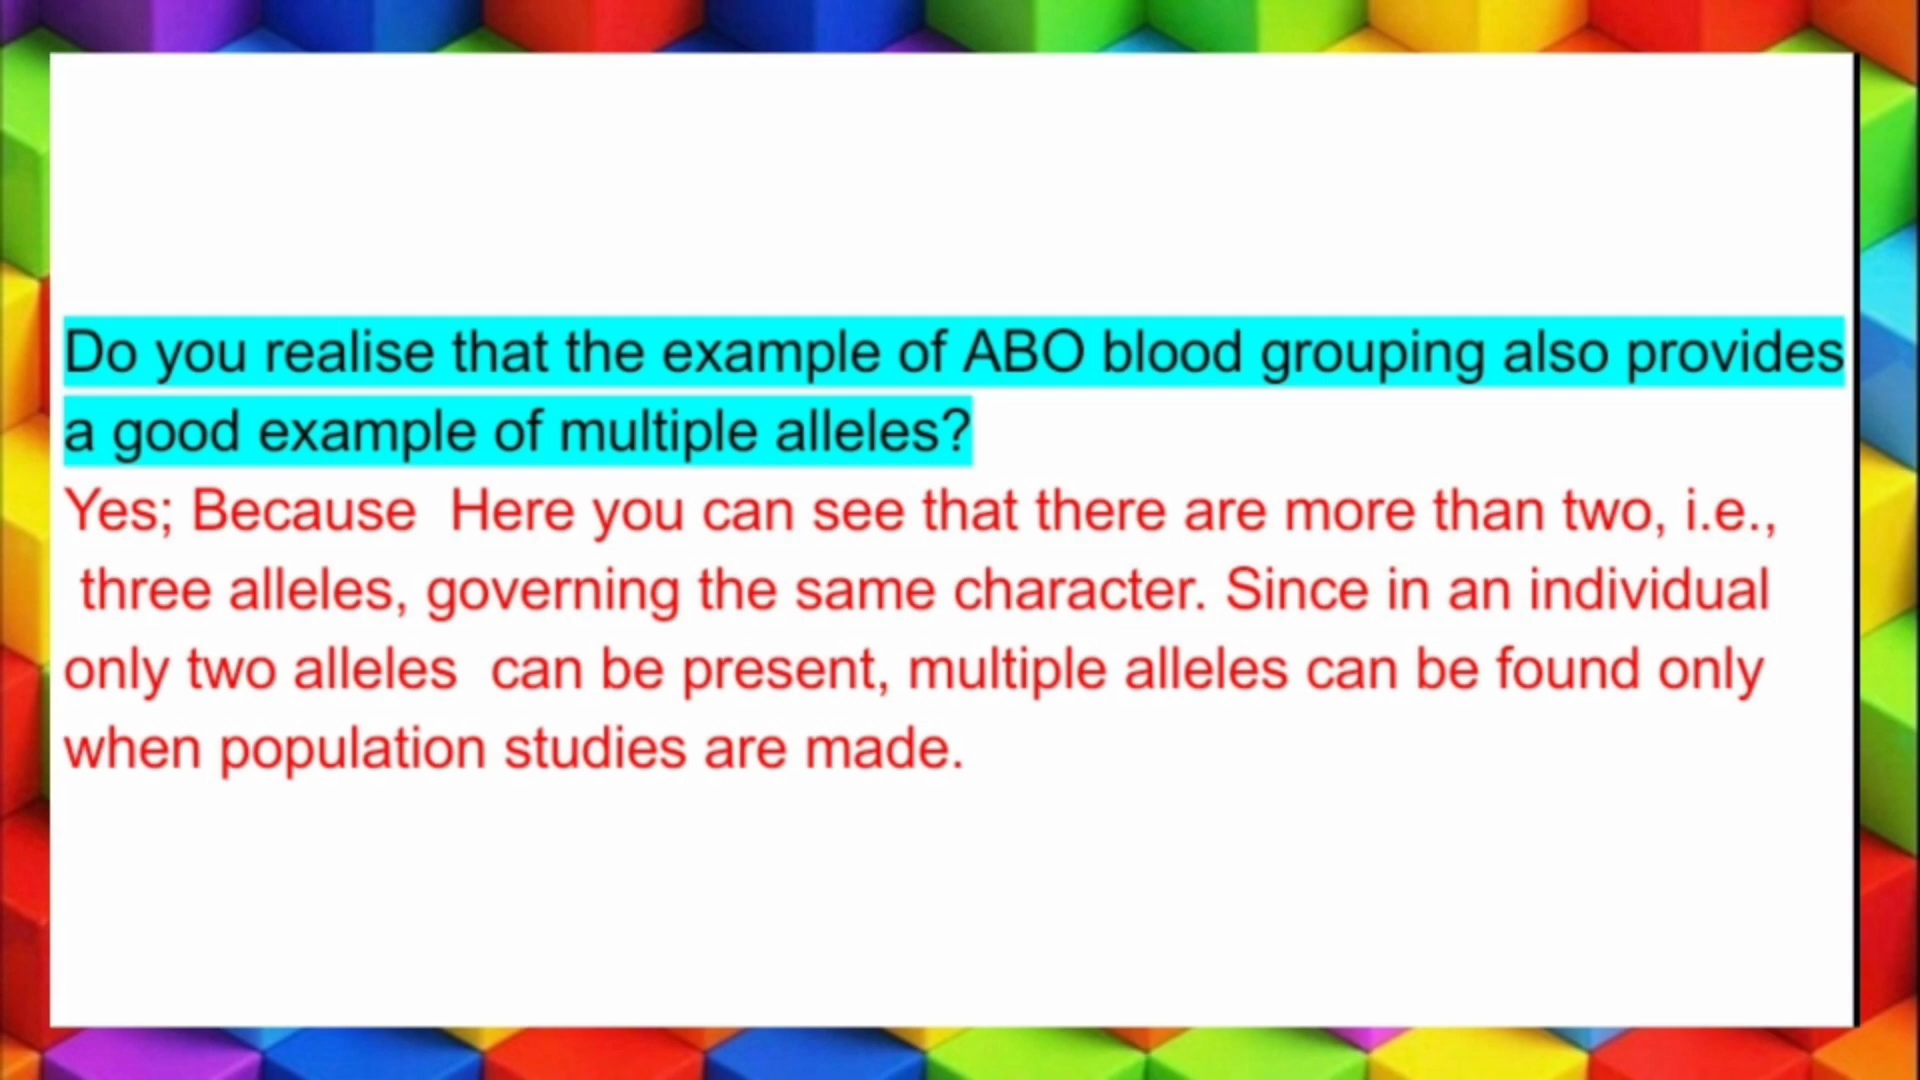 Do you realise that the example of ABO blood grouping also provides
a good example of multiple alleles?
Yes; Because  Here you can see that there are more than two, i.e.,
three alleles, governing the same character. Since in an individual
only two alleles  can be present, multiple alleles can be found only
when population studies are made.